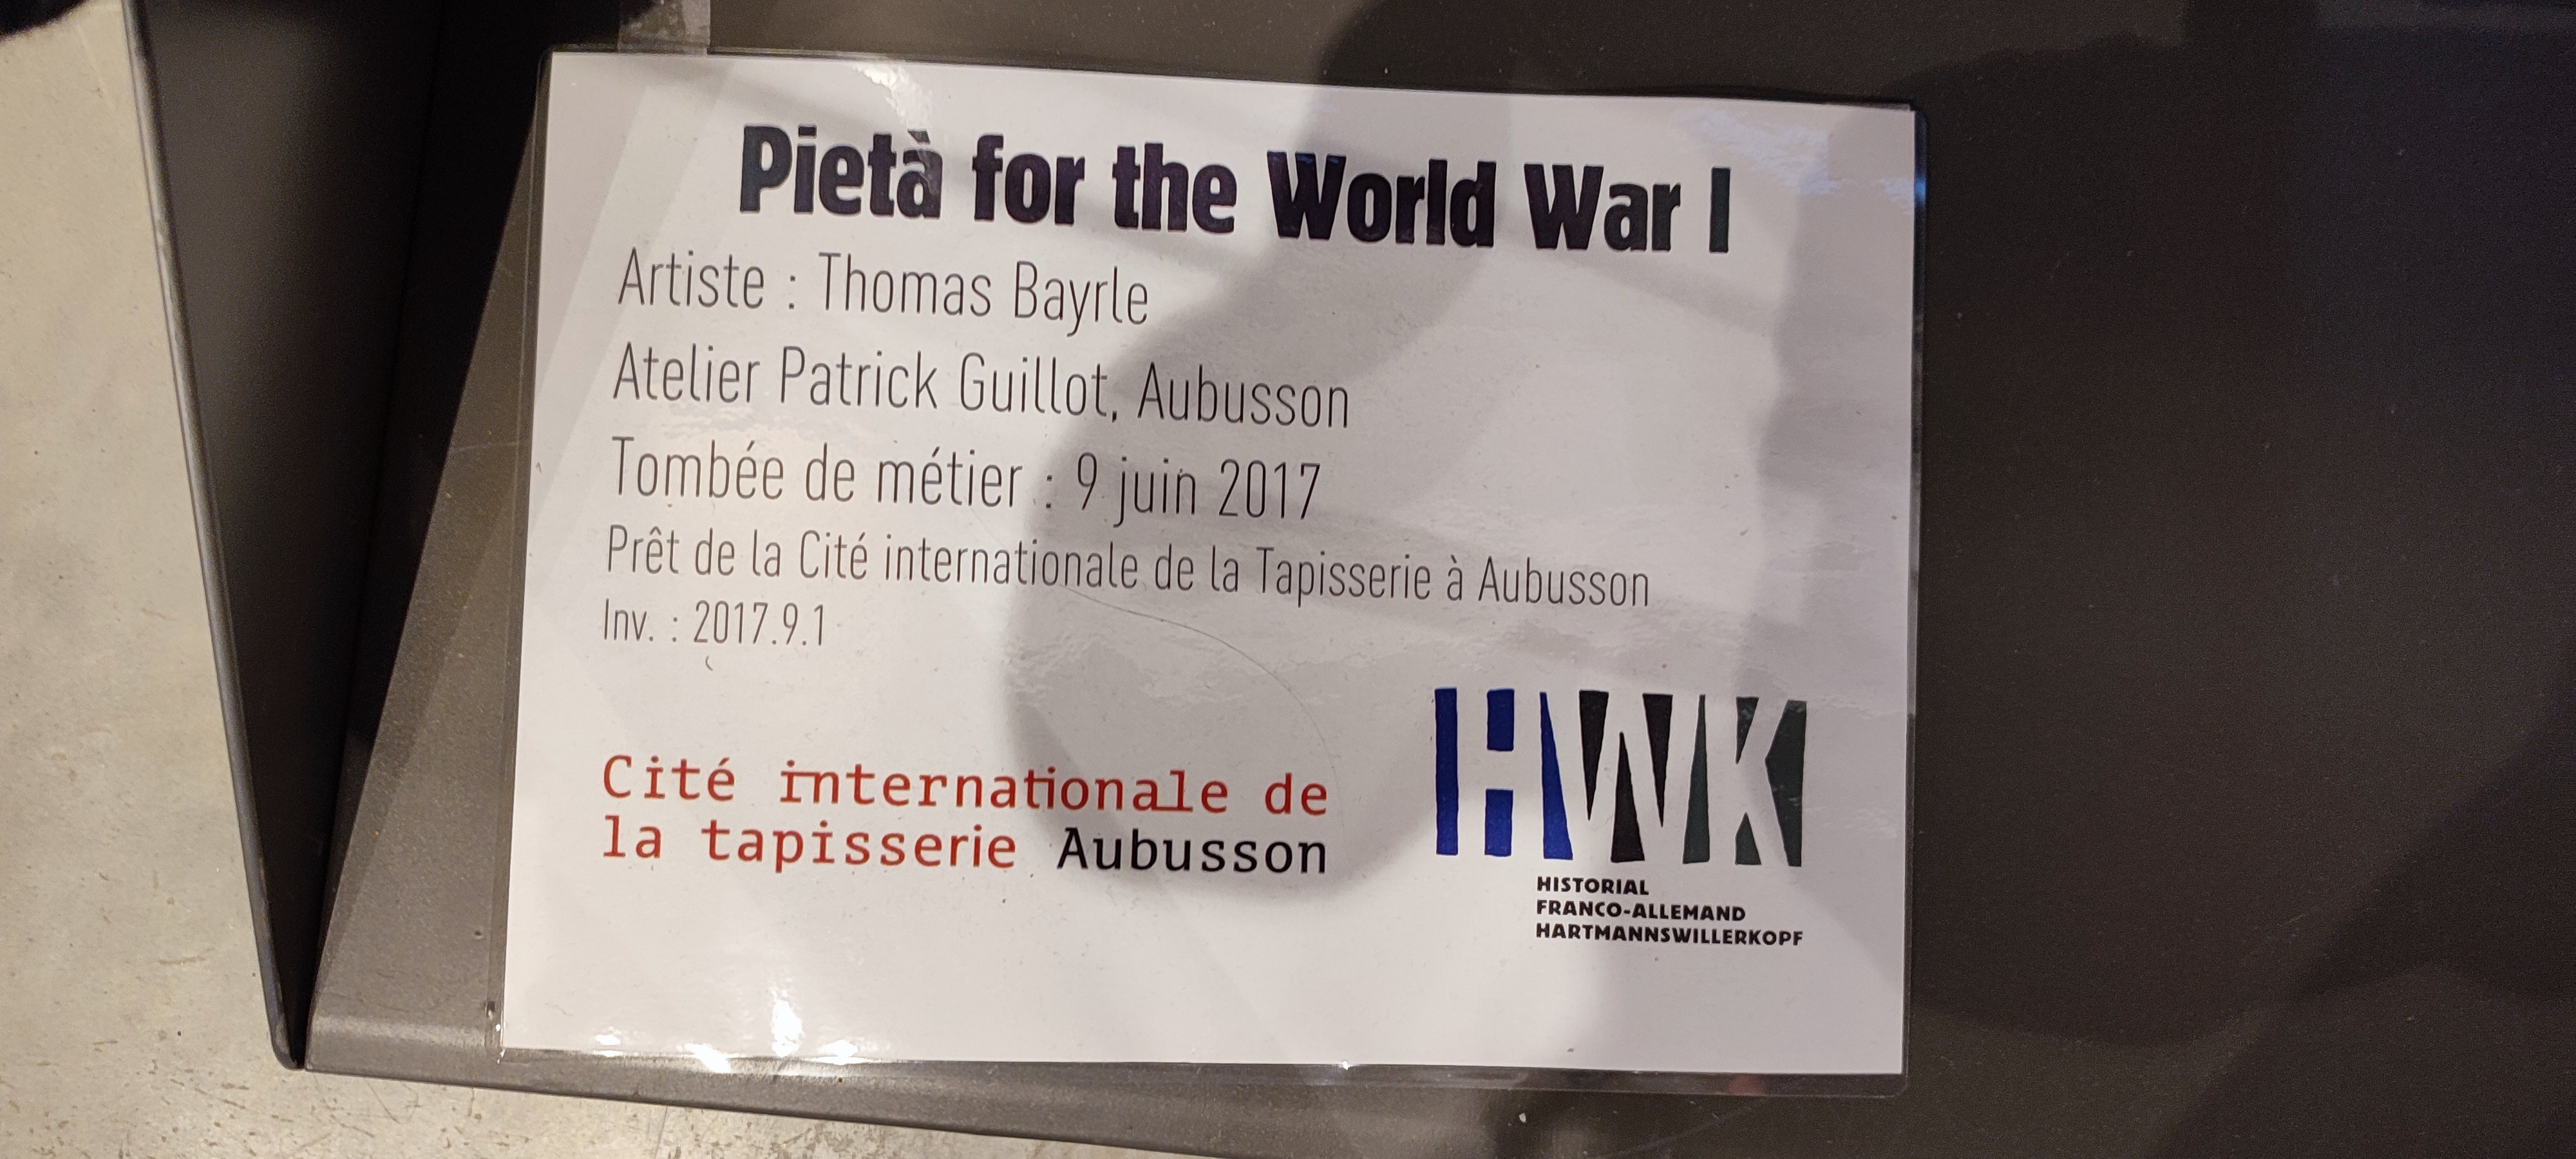 Pietà for the World War I
Artiste : Thomas Bayrle
Atelier Patrick Guillot, Aubusson
Tombée de métier : 9 juin 2017
Prêt de la Cité internationale de la Tapisserie à Aubusson
Inv. : 2017.9.1
Cité internationale de
la tapisserie Aubusson
HWK
HISTORIAL
FRANCO-ALLEMAND
HARTMANNSWILLERKOPF